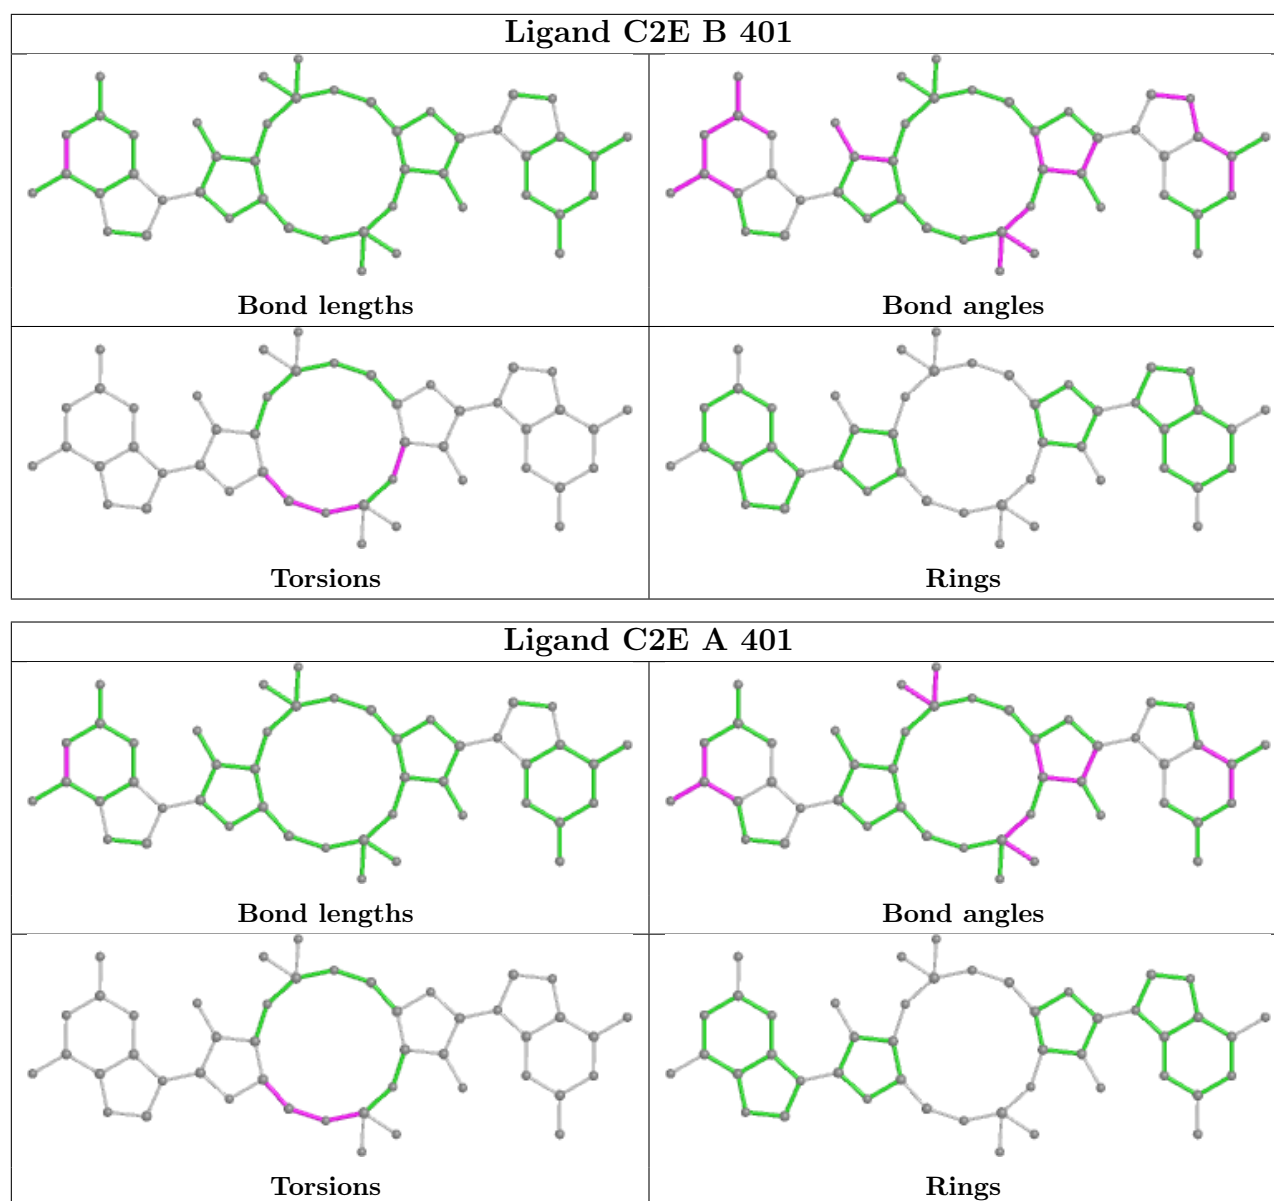 Ligand C2E B 401
Bond lengths
Bond angles
Torsions
Rings
Ligand C2E A 401
Bond lengths
Bond angles
Torsions
Rings